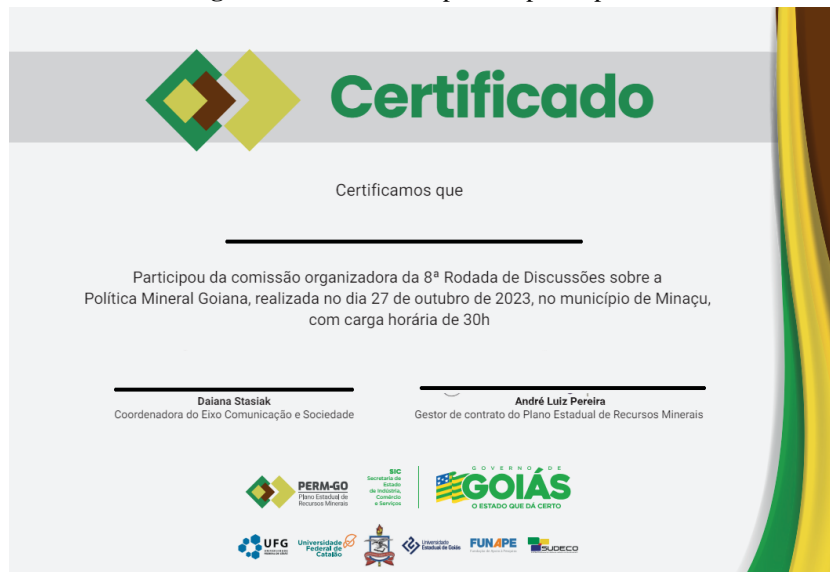 Certificado
Certificamos que
Participou da comissão organizadora da 8ª Rodada de Discussões sobre a
Política Mineral Goiana, realizada no dia 27 de outubro de 2023, no município de Minaçu,
com carga horária de 30h
Daiana Stasiak
Coordenadora do Eixo Comunicação e Sociedade
André Luiz Pereira
Gestor de contrato do Plano Estadual de Recursos Minerais
PERM-GO
Plano Estadual de
Recursos Minerais
SIC
Secretaria de
Estado
de Indústria,
Comércio
e Serviços
GOVERNO DE
GOIÁS
O ESTADO QUE DÁ CERTO
UFG
Universidade
Federal de
Catalão
Universidade
Estadual de Goiás
FUNAPE
SUDECO